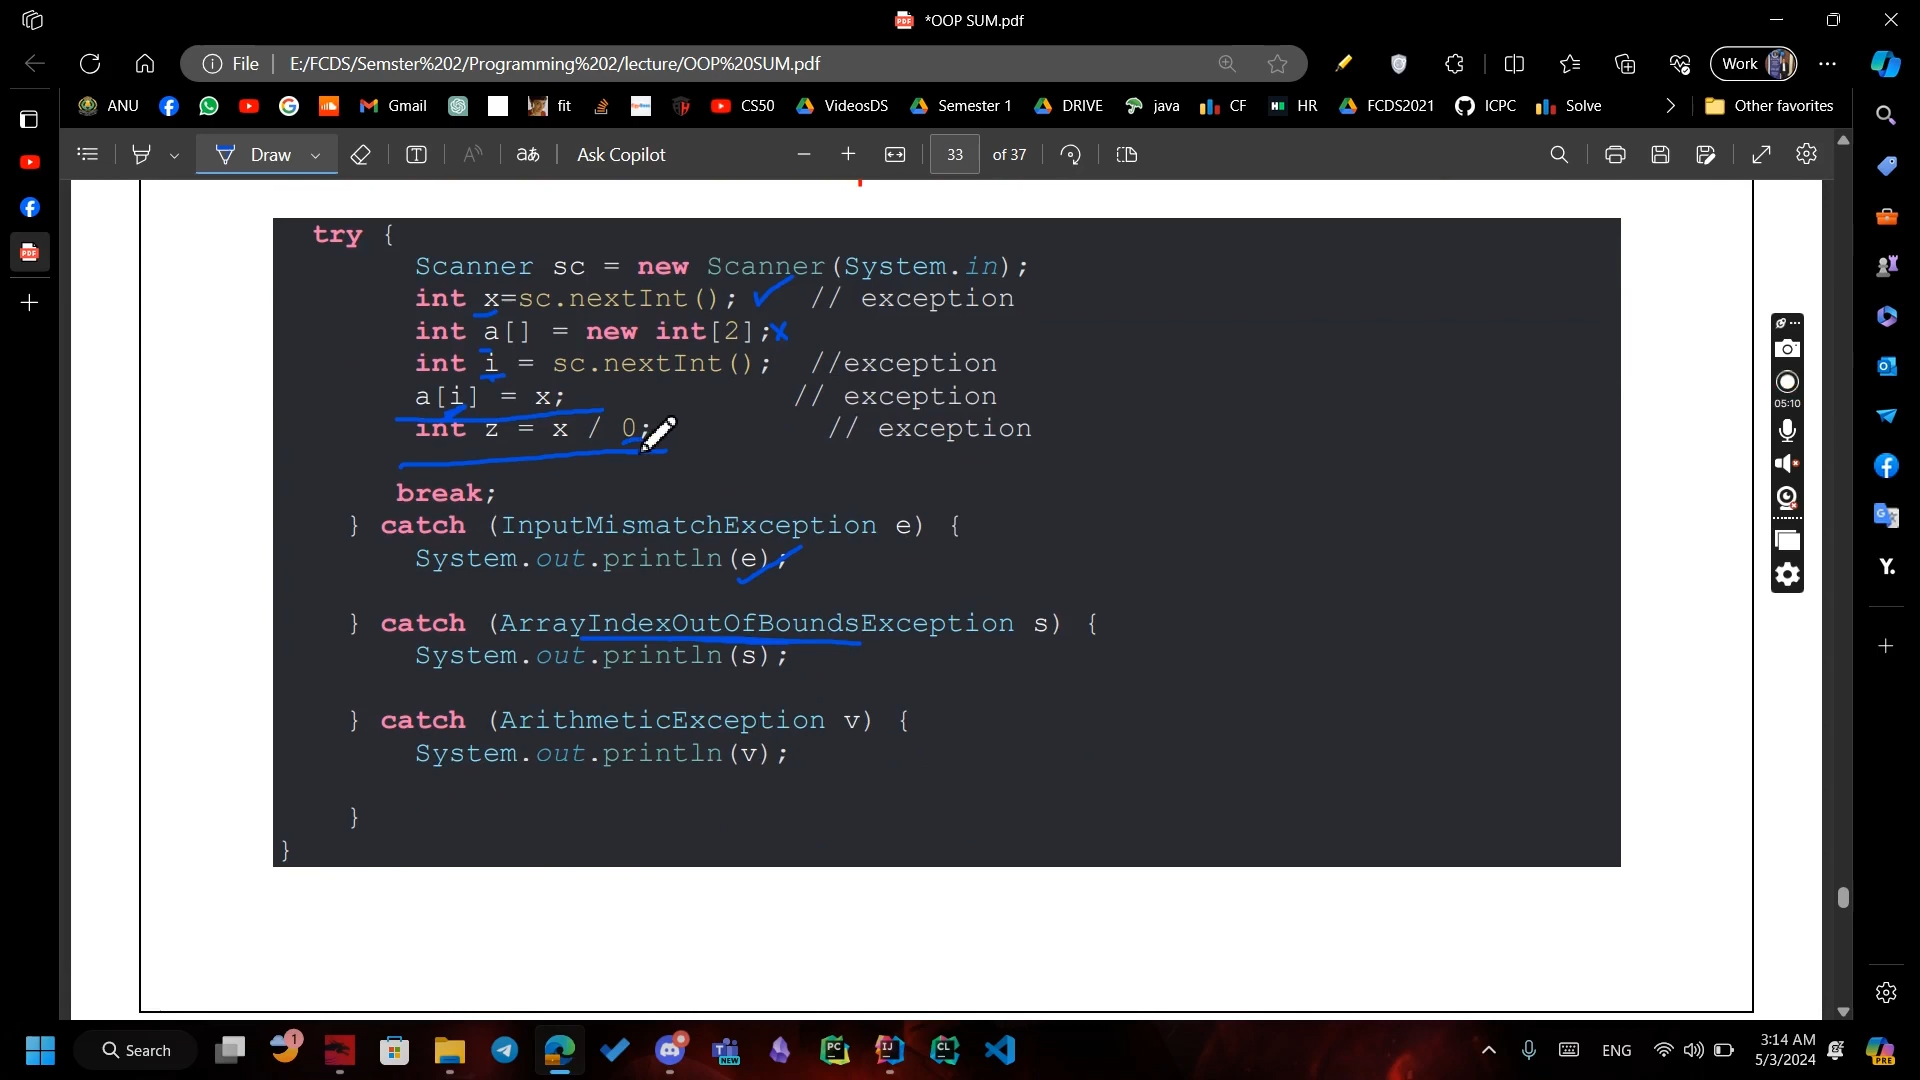 *OOP SUM.pdf
File E:/FCDS/Semster%202/Programming%202/lecture/OOP%20SUM.pdf
Work
ANU
Gmail
fit
CS50
VideosDS
Semester 1
DRIVE
java
CF
HR
FCDS2021
ICPC
Solve
Other favorites
Draw
Ask Copilot
33 of 37
try {
Scanner sc = new Scanner(System.in);
int x=sc.nextInt(); // exception
int a[] = new int[2];
int i = sc.nextInt(); //exception
a[i] = x; // exception
int z = x / 0; // exception
break;
} catch (InputMismatchException e) {
System.out.println(e);
} catch (ArrayIndexOutOfBoundsException s) {
System.out.println(s);
} catch (ArithmeticException v) {
System.out.println(v);
}
}
05:10
Search
ENG
3:14 AM
5/3/2024